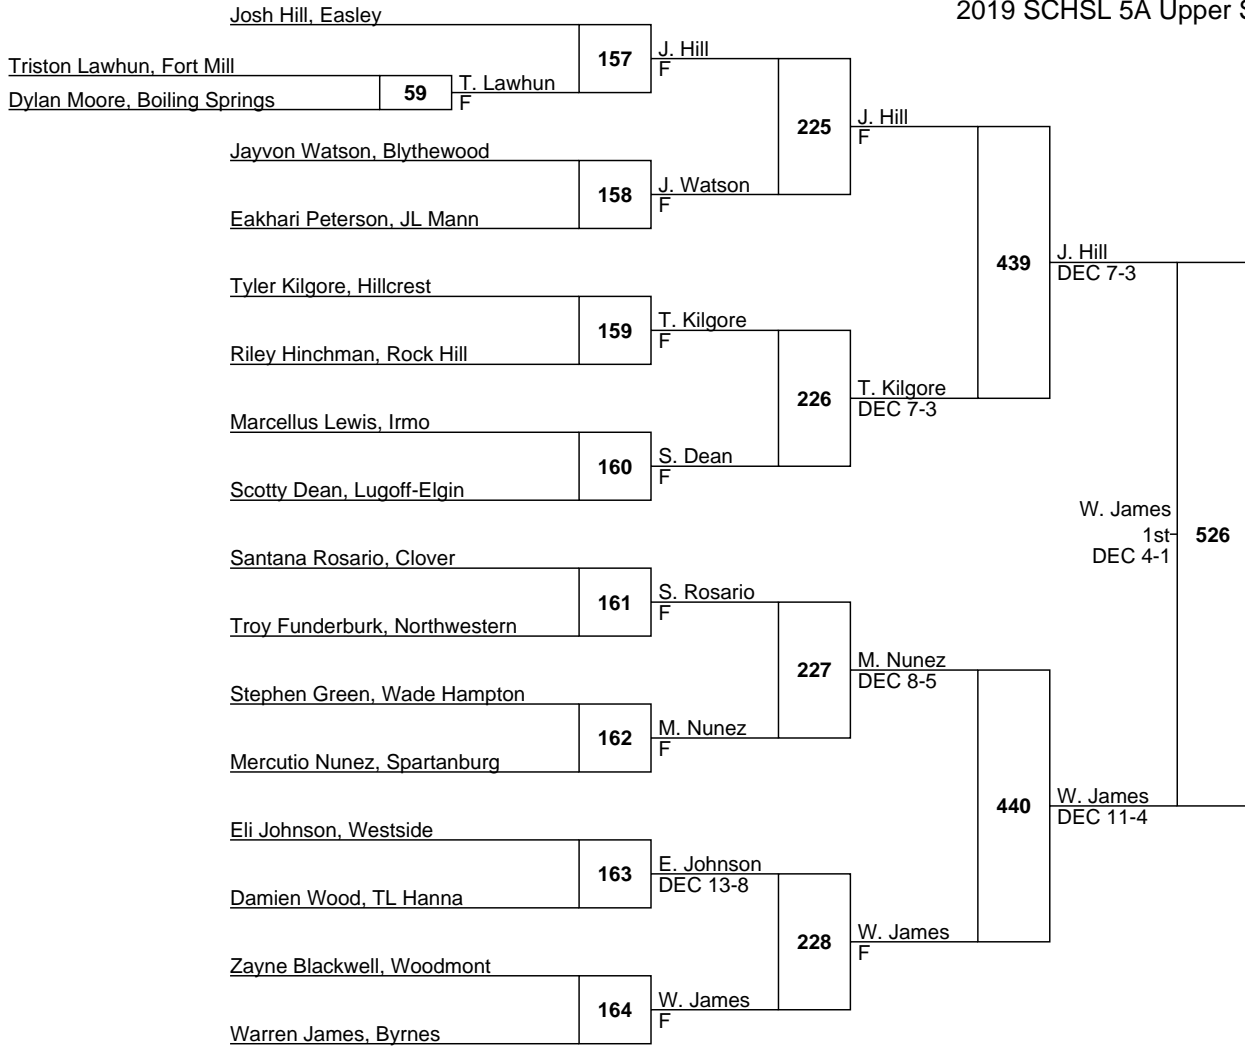 2019 SCHSL 5A Upper S
Josh Hill, Easley
157
J. Hill
F
Triston Lawhun, Fort Mill
Dylan Moore, Boiling Springs
59
T. Lawhun
F
225
J. Hill
F
Jayvon Watson, Blythewood
158
J. Watson
F
Eakhari Peterson, JL Mann
439
J. Hill
DEC 7-3
Tyler Kilgore, Hillcrest
159
T. Kilgore
F
Riley Hinchman, Rock Hill
226
T. Kilgore
DEC 7-3
Marcellus Lewis, Irmo
160
S. Dean
F
Scotty Dean, Lugoff-Elgin
W. James
1st
DEC 4-1
526
Santana Rosario, Clover
161
S. Rosario
F
Troy Funderburk, Northwestern
227
M. Nunez
DEC 8-5
Stephen Green, Wade Hampton
162
M. Nunez
F
Mercutio Nunez, Spartanburg
440
W. James
DEC 11-4
Eli Johnson, Westside
163
E. Johnson
DEC 13-8
Damien Wood, TL Hanna
228
W. James
F
Zayne Blackwell, Woodmont
164
W. James
F
Warren James, Byrnes